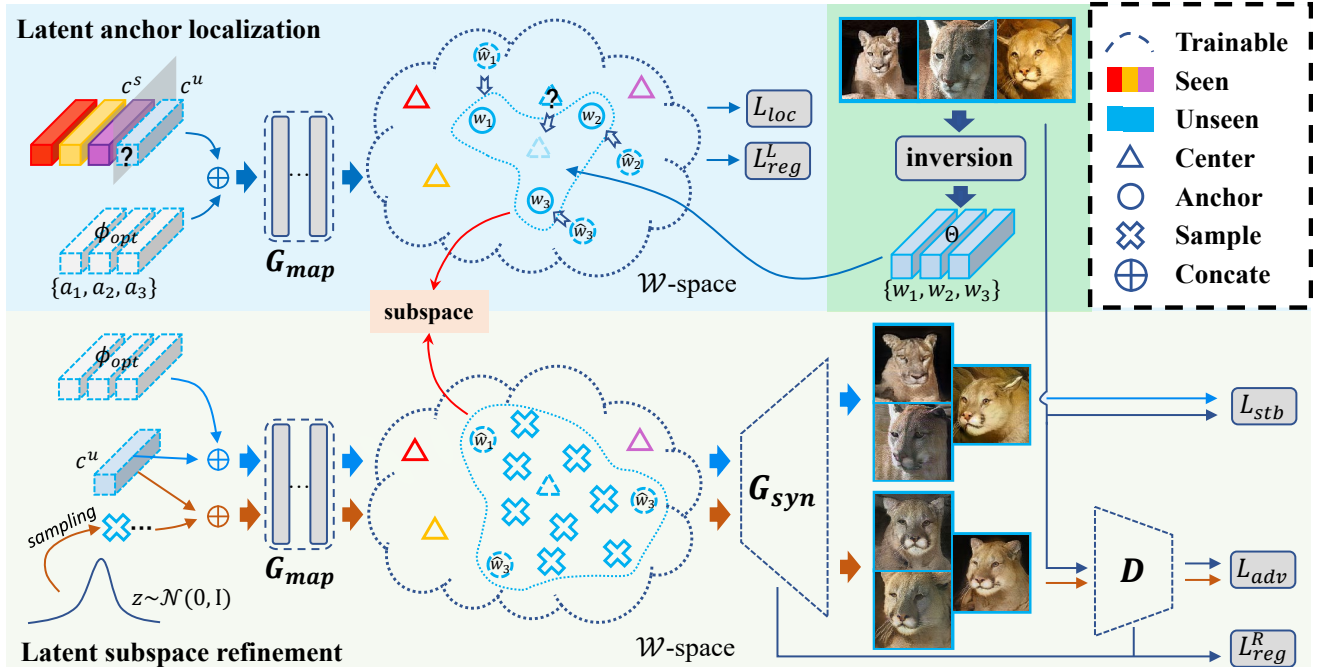 Latent anchor localization
c^s
c^u
?
ϕ_opt
{a_1, a_2, a_3}
G_map
ŵ_1
w_1
?
w_2
ŵ_2
w_3
ŵ_3
𝒲-space
L_loc
L^L_reg
inversion
Θ
{w_1, w_2, w_3}
Trainable
Seen
Unseen
Center
Anchor
Sample
Concate
subspace
ϕ_opt
c^u
sampling
...
z~𝒩(0, I)
G_map
ŵ_1
ŵ_3
ŵ_3
𝒲-space
G_syn
D
L_stb
L_adv
L^R_reg
Latent subspace refinement